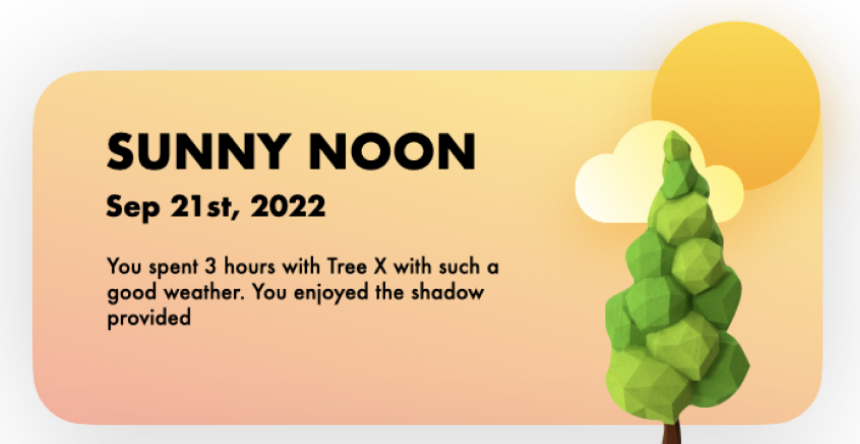 SUNNY NOON
Sep 21st, 2022
You spent 3 hours with Tree X with such a
good weather. You enjoyed the shadow
provided